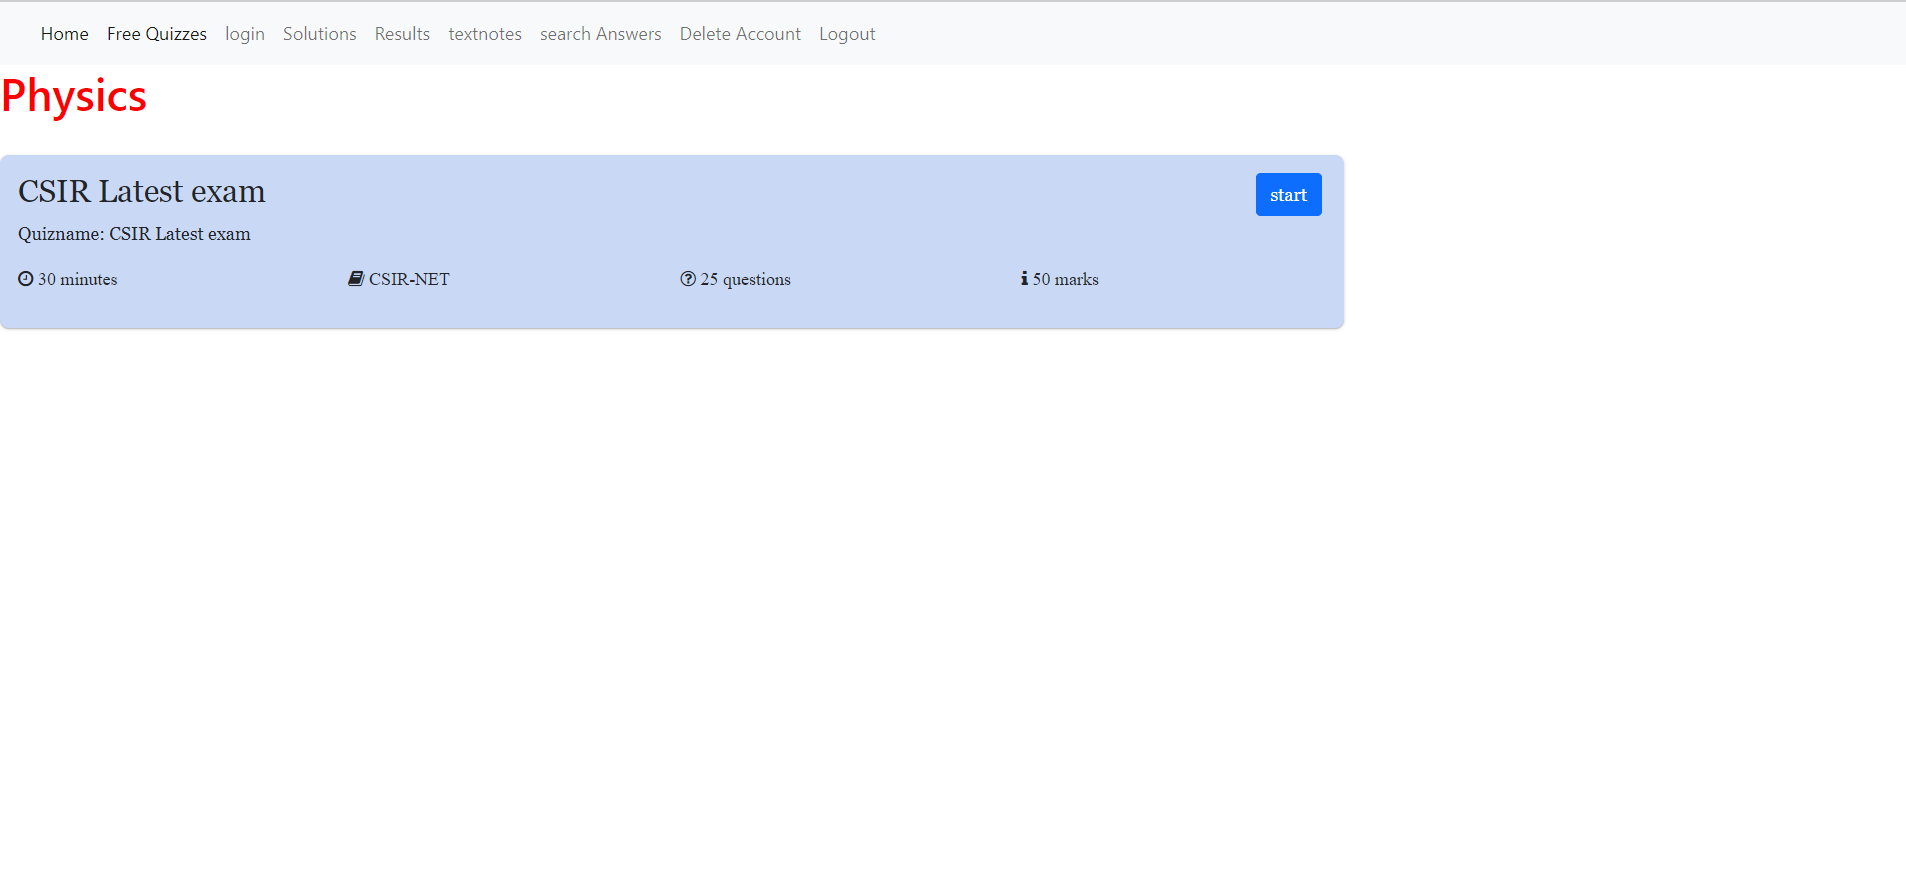 Home Free Quizzes login Solutions Results textnotes search Answers Delete Account Logout
Physics
CSIR Latest exam
start
Quizname: CSIR Latest exam
30 minutes CSIR-NET 25 questions 50 marks